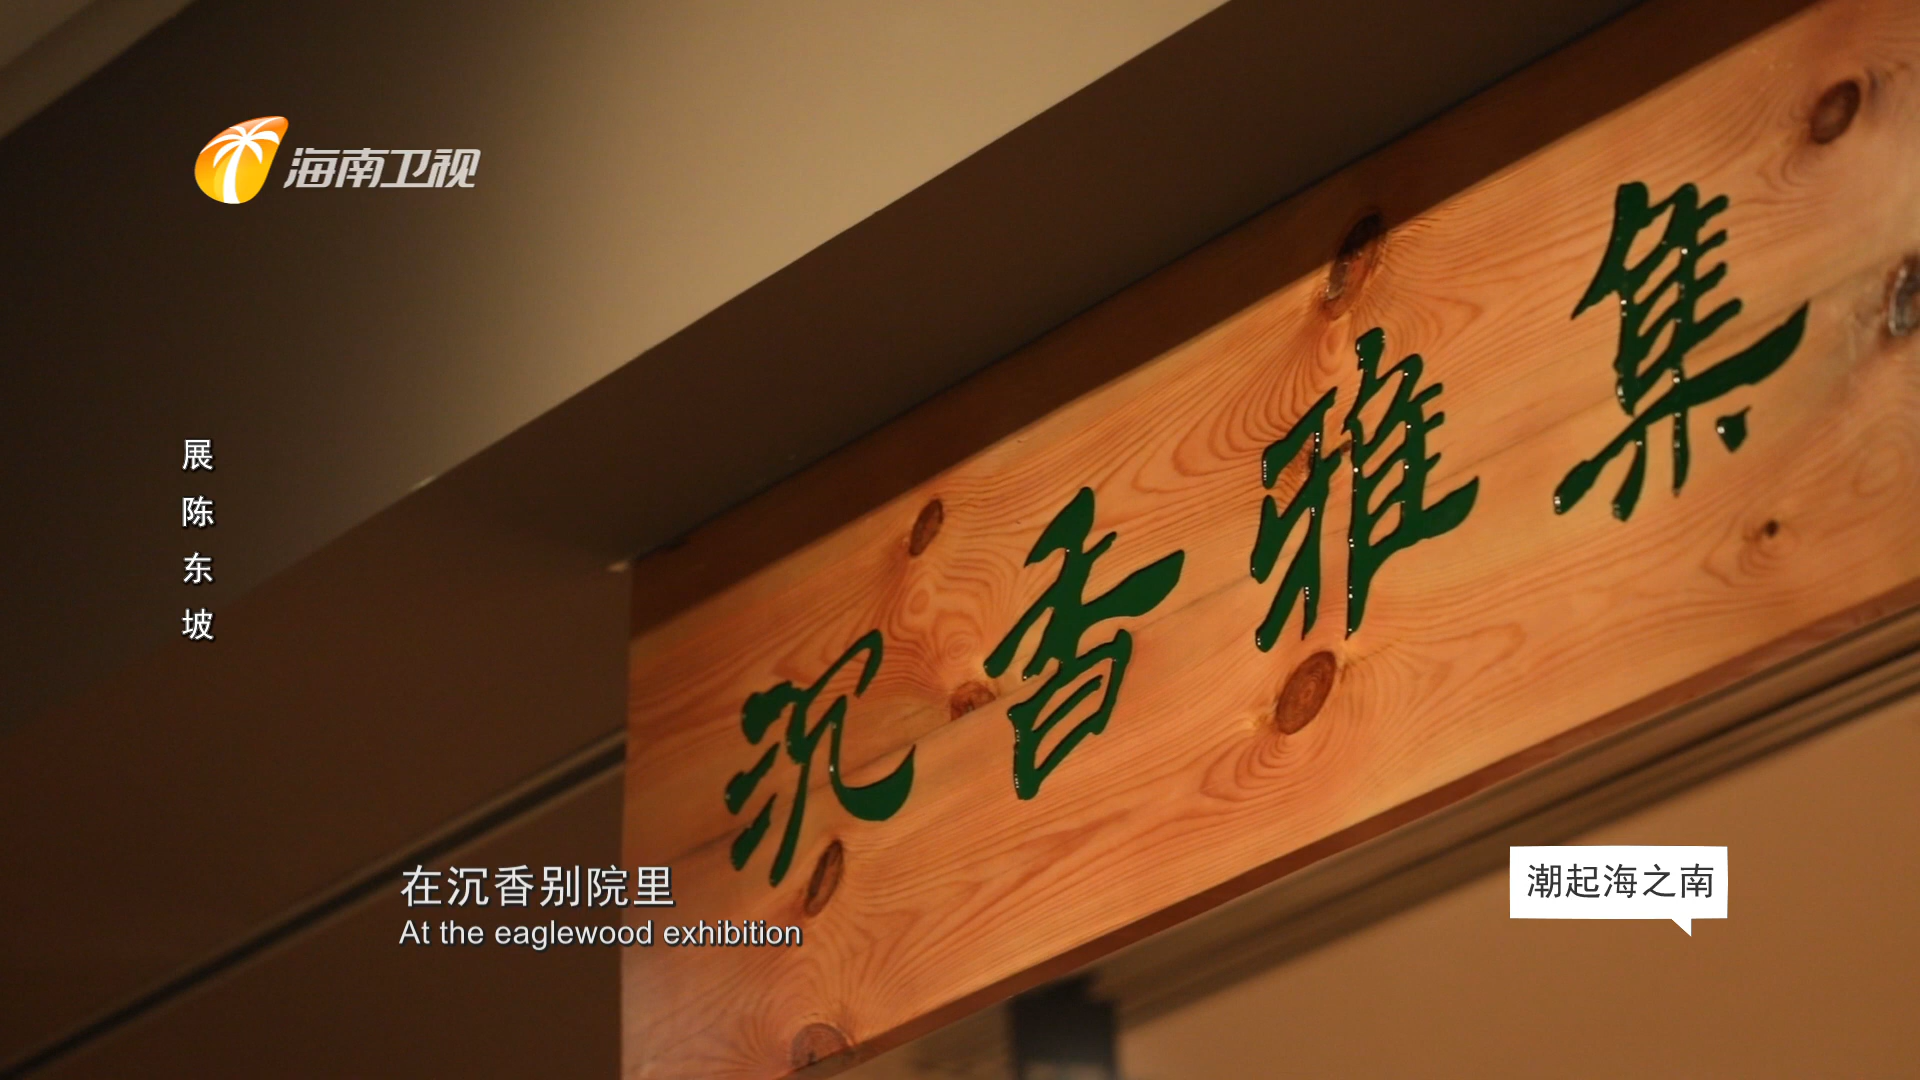 海南卫视
展陈东坡
沉香雅集
在沉香别院里
At the eaglewood exhibition
潮起海之南